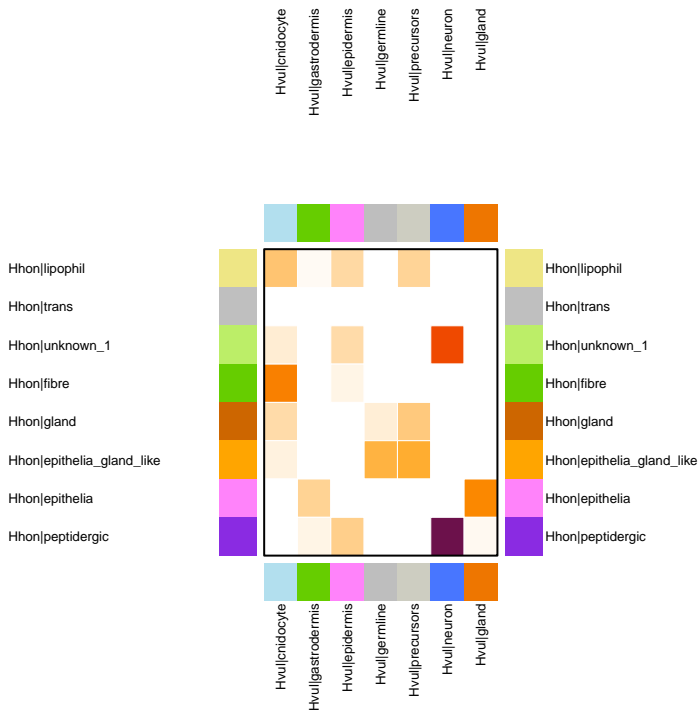 Hvul|cnidocyte
Hvul|gastrodermis
Hvul|epidermis
Hvul|germline
Hvul|precursors
Hvul|neuron
Hvul|gland
Hhon|lipophil
Hhon|lipophil
Hhon|trans
Hhon|trans
Hhon|unknown_1
Hhon|unknown_1
Hhon|fibre
Hhon|fibre
Hhon|gland
Hhon|gland
Hhon|epithelia_gland_like
Hhon|epithelia_gland_like
Hhon|epithelia
Hhon|epithelia
Hhon|peptidergic
Hhon|peptidergic
Hvul|cnidocyte
Hvul|gastrodermis
Hvul|epidermis
Hvul|germline
Hvul|precursors
Hvul|neuron
Hvul|gland